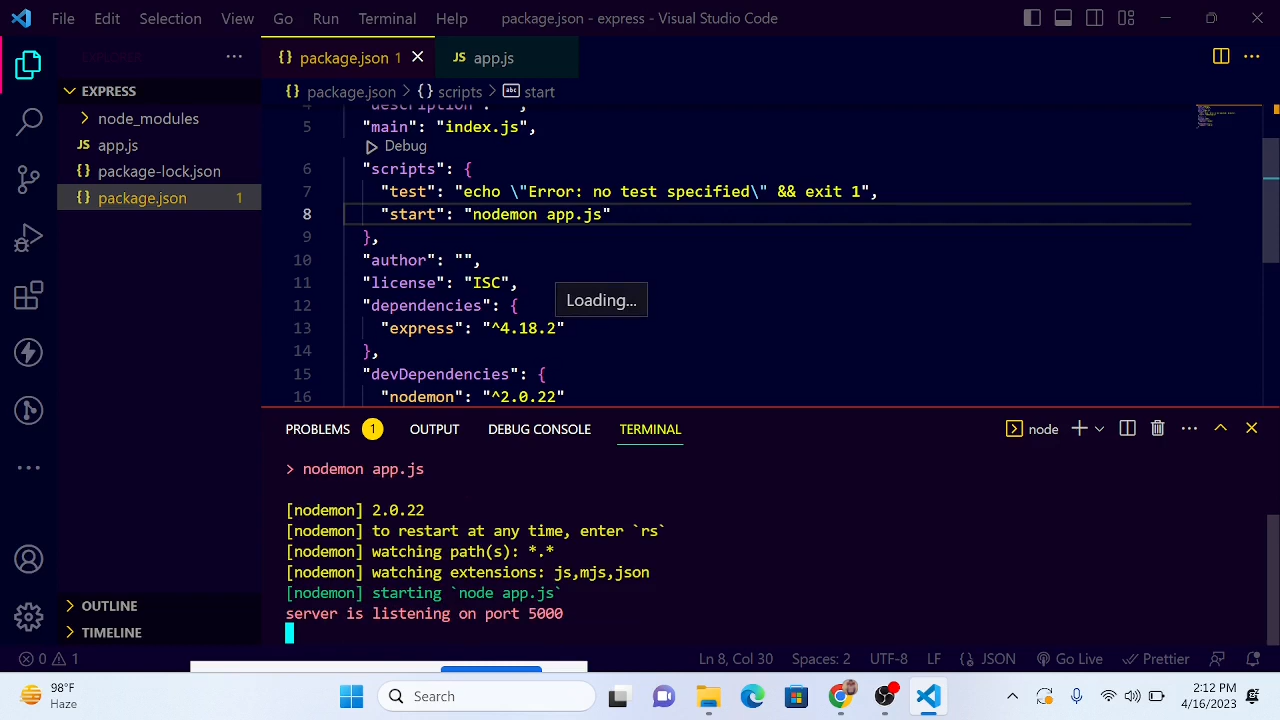 File Edit Selection View Go Run Terminal Help package.json - express - Visual Studio Code
EXPLORER ...
{} package.json 1 JS app.js
{} package.json > {} scripts > abc start
EXPRESS
node_modules
JS app.js
{} package-lock.json
{} package.json 1
OUTLINE
TIMELINE
4 "description": "",
5 "main": "index.js",
Debug
6 "scripts": {
7 "test": "echo \"Error: no test specified\" && exit 1",
8 "start": "nodemon app.js"
9 },
10 "author": "",
11 "license": "ISC",
Loading...
12 "dependencies": {
13 "express": "^4.18.2"
14 },
15 "devDependencies": {
16 "nodemon": "^2.0.22"
PROBLEMS 1 OUTPUT DEBUG CONSOLE TERMINAL node
> nodemon app.js
[nodemon] 2.0.22
[nodemon] to restart at any time, enter `rs`
[nodemon] watching path(s): *.*
[nodemon] watching extensions: js,mjs,json
[nodemon] starting `node app.js`
server is listening on port 5000
0 1 Ln 8, Col 30 Spaces: 2 UTF-8 LF {} JSON Go Live Prettier
98°F
Haze
Search
2:12 PM
4/16/2023